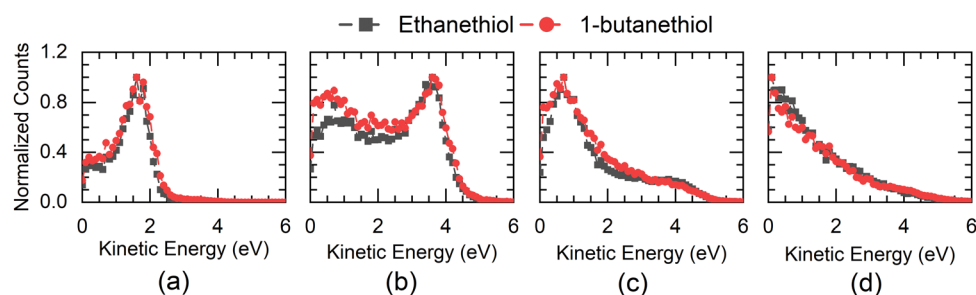 Ethanethiol 1-butanethiol
Normalized Counts
1.2
0.8
0.4
0.0
0 2 4 6 0 2 4 6 0 2 4 6 0 2 4 6
Kinetic Energy (eV) Kinetic Energy (eV) Kinetic Energy (eV) Kinetic Energy (eV)
(a) (b) (c) (d)